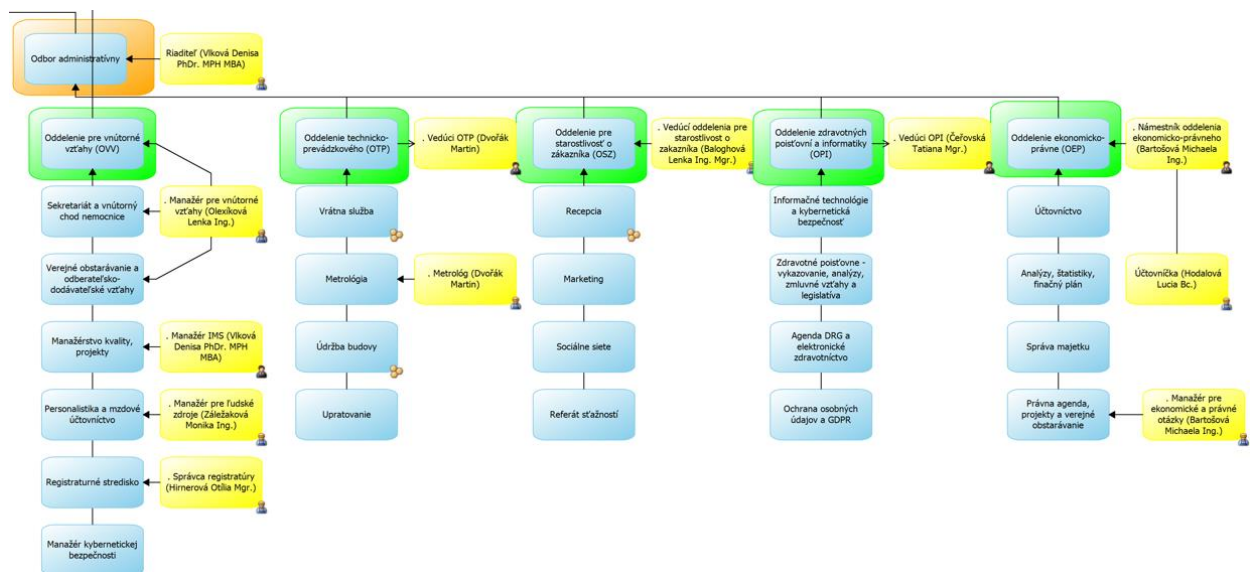 Odbor administratívny
Riaditeľ (Vlková Denisa
PhDr. MPH MBA)
Oddelenie pre vnútorné
vzťahy (OVV)
Sekretariát a vnútorný
chod nemocnice
. Manažér pre vnútorné
vzťahy (Olexíková
Lenka Ing.)
Verejné obstarávanie a
odberateľsko-
dodávateľské vzťahy
Manažérstvo kvality,
projekty
. Manažér IMS (Vlková
Denisa PhDr. MPH
MBA)
Personalistika a mzdové
účtovníctvo
. Manažér pre ľudské
zdroje (Záležaková
Monika Ing.)
Registraturné stredisko
. Správca registratúry
(Hirnerová Otília Mgr.)
Manažér kybernetickej
bezpečnosti
Oddelenie technicko-
prevádzkového (OTP)
. Vedúci OTP (Dvořák
Martin)
Vrátna služba
Metrológia
. Metrológ (Dvořák
Martin)
Údržba budovy
Upratovanie
Oddelenie pre
starostlivosť o
zákazníka (OSZ)
. Vedúcí oddelenia pre
starostlivosť o
zakazníka (Baloghová
Lenka Ing. Mgr.)
Recepcia
Marketing
Sociálne siete
Referát sťažností
Oddelenie zdravotných
poisťovní a informatiky
(OPI)
. Vedúci OPI (Čeřovská
Tatiana Mgr.)
Informačné technológie
a kybernetická
bezpečnosť
Zdravotné poisťovne -
vykazovanie, analýzy,
zmluvné vzťahy a
legislatíva
Agenda DRG a
elektronické
zdravotníctvo
Ochrana osobných
údajov a GDPR
Oddelenie ekonomicko-
právne (OEP)
. Námestník oddelenia
ekonomicko-právneho
(Bartošová Michaela
Ing.)
Účtovníctvo
Analýzy, štatistiky,
finačný plán
Účtovníčka (Hodalová
Lucia Bc.)
Správa majetku
Právna agenda,
projekty a verejné
obstarávanie
. Manažér pre
ekonomické a právné
otázky (Bartošová
Michaela Ing.)